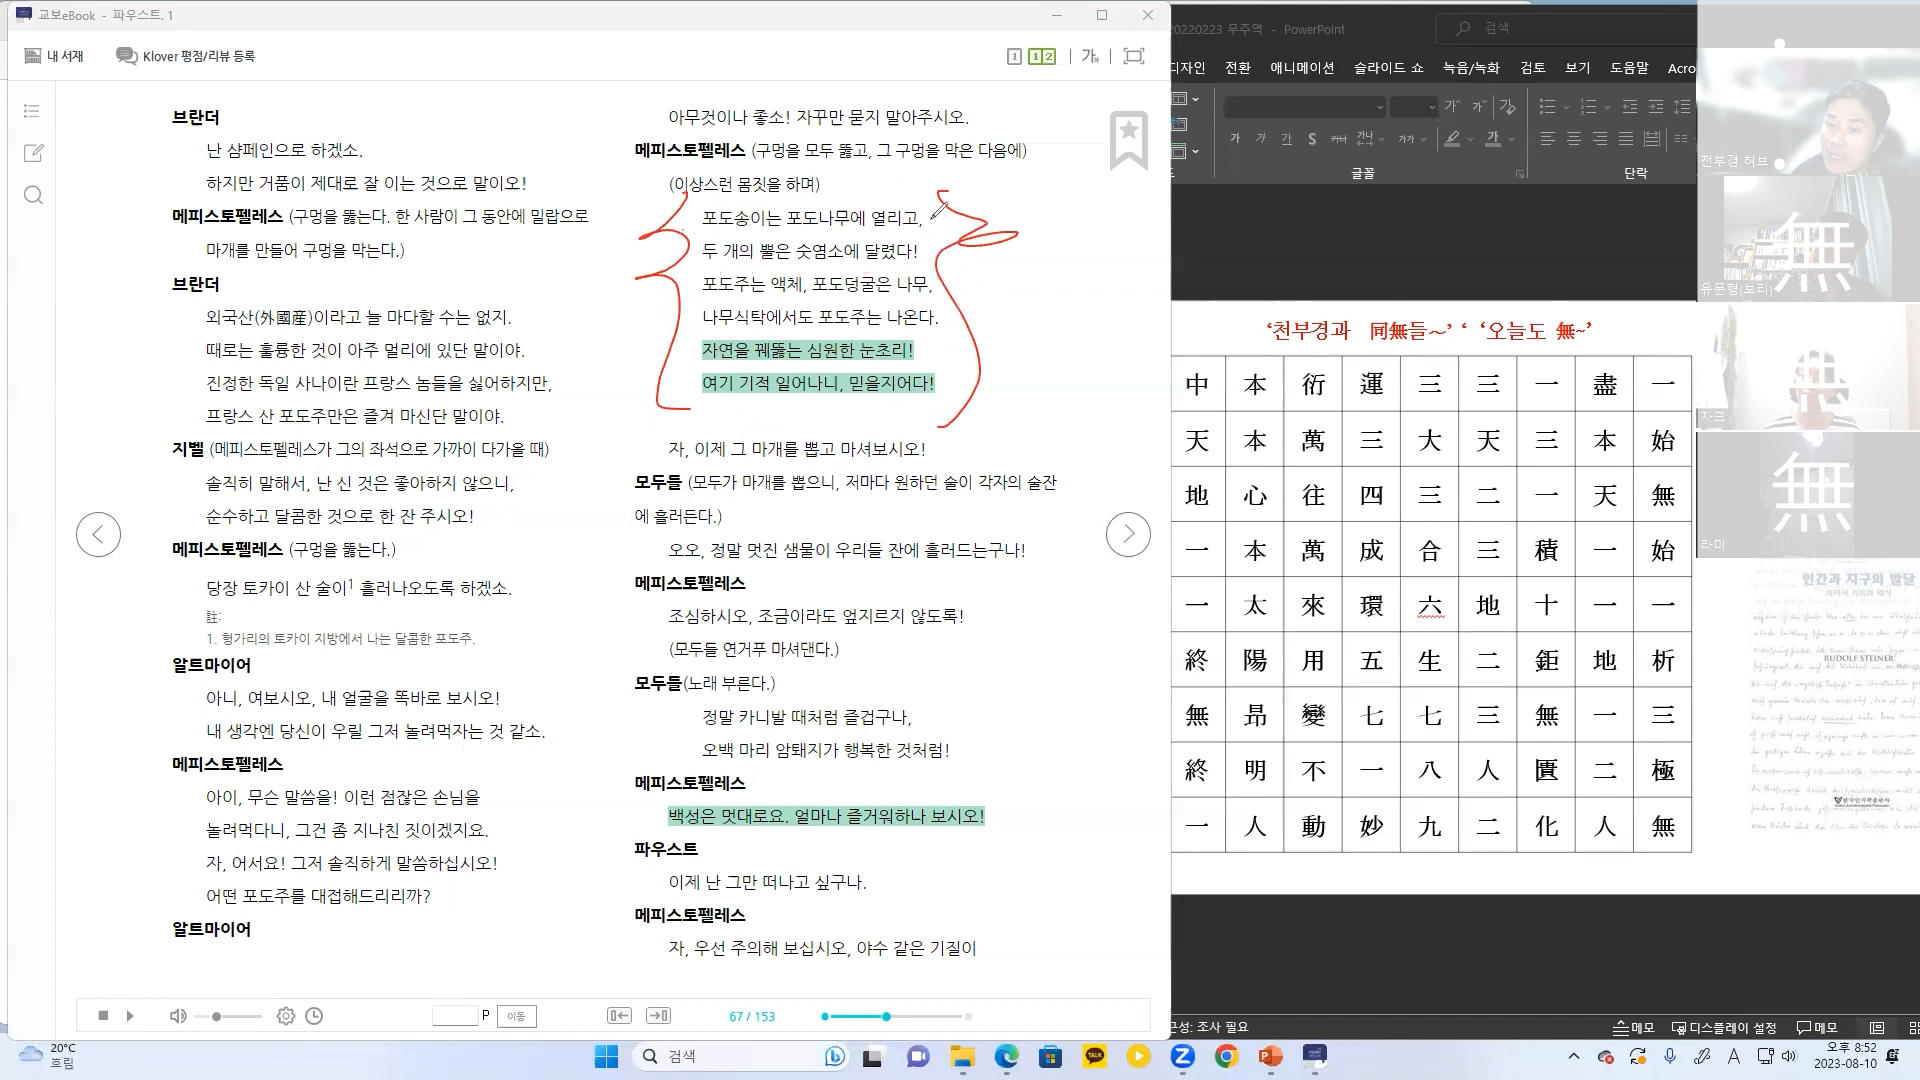 교보eBook - 파우스트. 1
내 서재
Klover 평점/리뷰 등록
브란더
난 샴페인으로 하겠소.
하지만 거품이 제대로 잘 이는 것으로 말이오!
메피스토펠레스 (구멍을 뚫는다. 한 사람이 그 동안에 밀랍으로
마개를 만들어 구멍을 막는다.)
브란더
외국산(外國産)이라고 늘 마다할 수는 없지.
때로는 훌륭한 것이 아주 멀리에 있단 말이야.
진정한 독일 사나이란 프랑스 놈들을 싫어하지만,
프랑스 산 포도주만은 즐겨 마신단 말이야.
지벨 (메피스토펠레스가 그의 좌석으로 가까이 다가올 때)
솔직히 말해서, 난 신 것은 좋아하지 않으니,
순수하고 달콤한 것으로 한 잔 주시오!
메피스토펠레스 (구멍을 뚫는다.)
당장 토카이 산 술이1 흘러나오도록 하겠소.
註:
1. 헝가리의 토카이 지방에서 나는 달콤한 포도주.
알트마이어
아니, 여보시오, 내 얼굴을 똑바로 보시오!
내 생각엔 당신이 우릴 그저 놀려먹자는 것 같소.
메피스토펠레스
아이, 무슨 말씀을! 이런 점잖은 손님을
놀려먹다니, 그건 좀 지나친 짓이겠지요.
자, 어서요! 그저 솔직하게 말씀하십시오!
어떤 포도주를 대접해드리리까?
알트마이어
아무것이나 좋소! 자꾸만 묻지 말아주시오.
메피스토펠레스 (구멍을 모두 뚫고, 그 구멍을 막은 다음에)
(이상스런 몸짓을 하며)
포도송이는 포도나무에 열리고,
두 개의 뿔은 숫염소에 달렸다!
포도주는 액체, 포도덩굴은 나무,
나무식탁에서도 포도주는 나온다.
자연을 꿰뚫는 심원한 눈초리!
여기 기적 일어나니, 믿을지어다!
자, 이제 그 마개를 뽑고 마셔보시오!
모두들 (모두가 마개를 뽑으니, 저마다 원하던 술이 각자의 술잔
에 흘러든다.)
오오, 정말 멋진 샘물이 우리들 잔에 흘러드는구나!
메피스토펠레스
조심하시오, 조금이라도 엎지르지 않도록!
(모두들 연거푸 마셔댄다.)
모두들(노래 부른다.)
정말 카니발 때처럼 즐겁구나,
오백 마리 암퇘지가 행복한 것처럼!
메피스토펠레스
백성은 멋대로요. 얼마나 즐거워하나 보시오!
파우스트
이제 난 그만 떠나고 싶구나.
메피스토펠레스
자, 우선 주의해 보십시오, 야수 같은 기질이
P 이동
67 / 153
20220223 무주역 - PowerPoint
검색
디자인 전환 애니메이션 슬라이드 쇼 녹음/녹화 검토 보기 도움말 Acro
글꼴 단락
‘천부경과 同無들~’ ‘ ‘오늘도 無~’
中 本 衍 運 三 三 一 盡 一
天 本 萬 三 大 天 三 本 始
地 心 往 四 三 二 一 天 無
一 本 萬 成 合 三 積 一 始
一 太 來 環 六 地 十 一 一
終 陽 用 五 生 二 鉅 地 析
無 昂 變 七 七 三 無 一 三
終 明 不 一 八 人 匱 二 極
一 人 動 妙 九 二 化 人 無
천부경 허브
無
유문형(보리)
자크
無
라미
인간과 지구의 발달
아카샤 기록의 해석
RUDOLF STEINER
한국인지학출판사
근성: 조사 필요
메모 디스플레이 설정 메모
20°C
흐림
검색
TALK
A
오후 8:52
2023-08-10